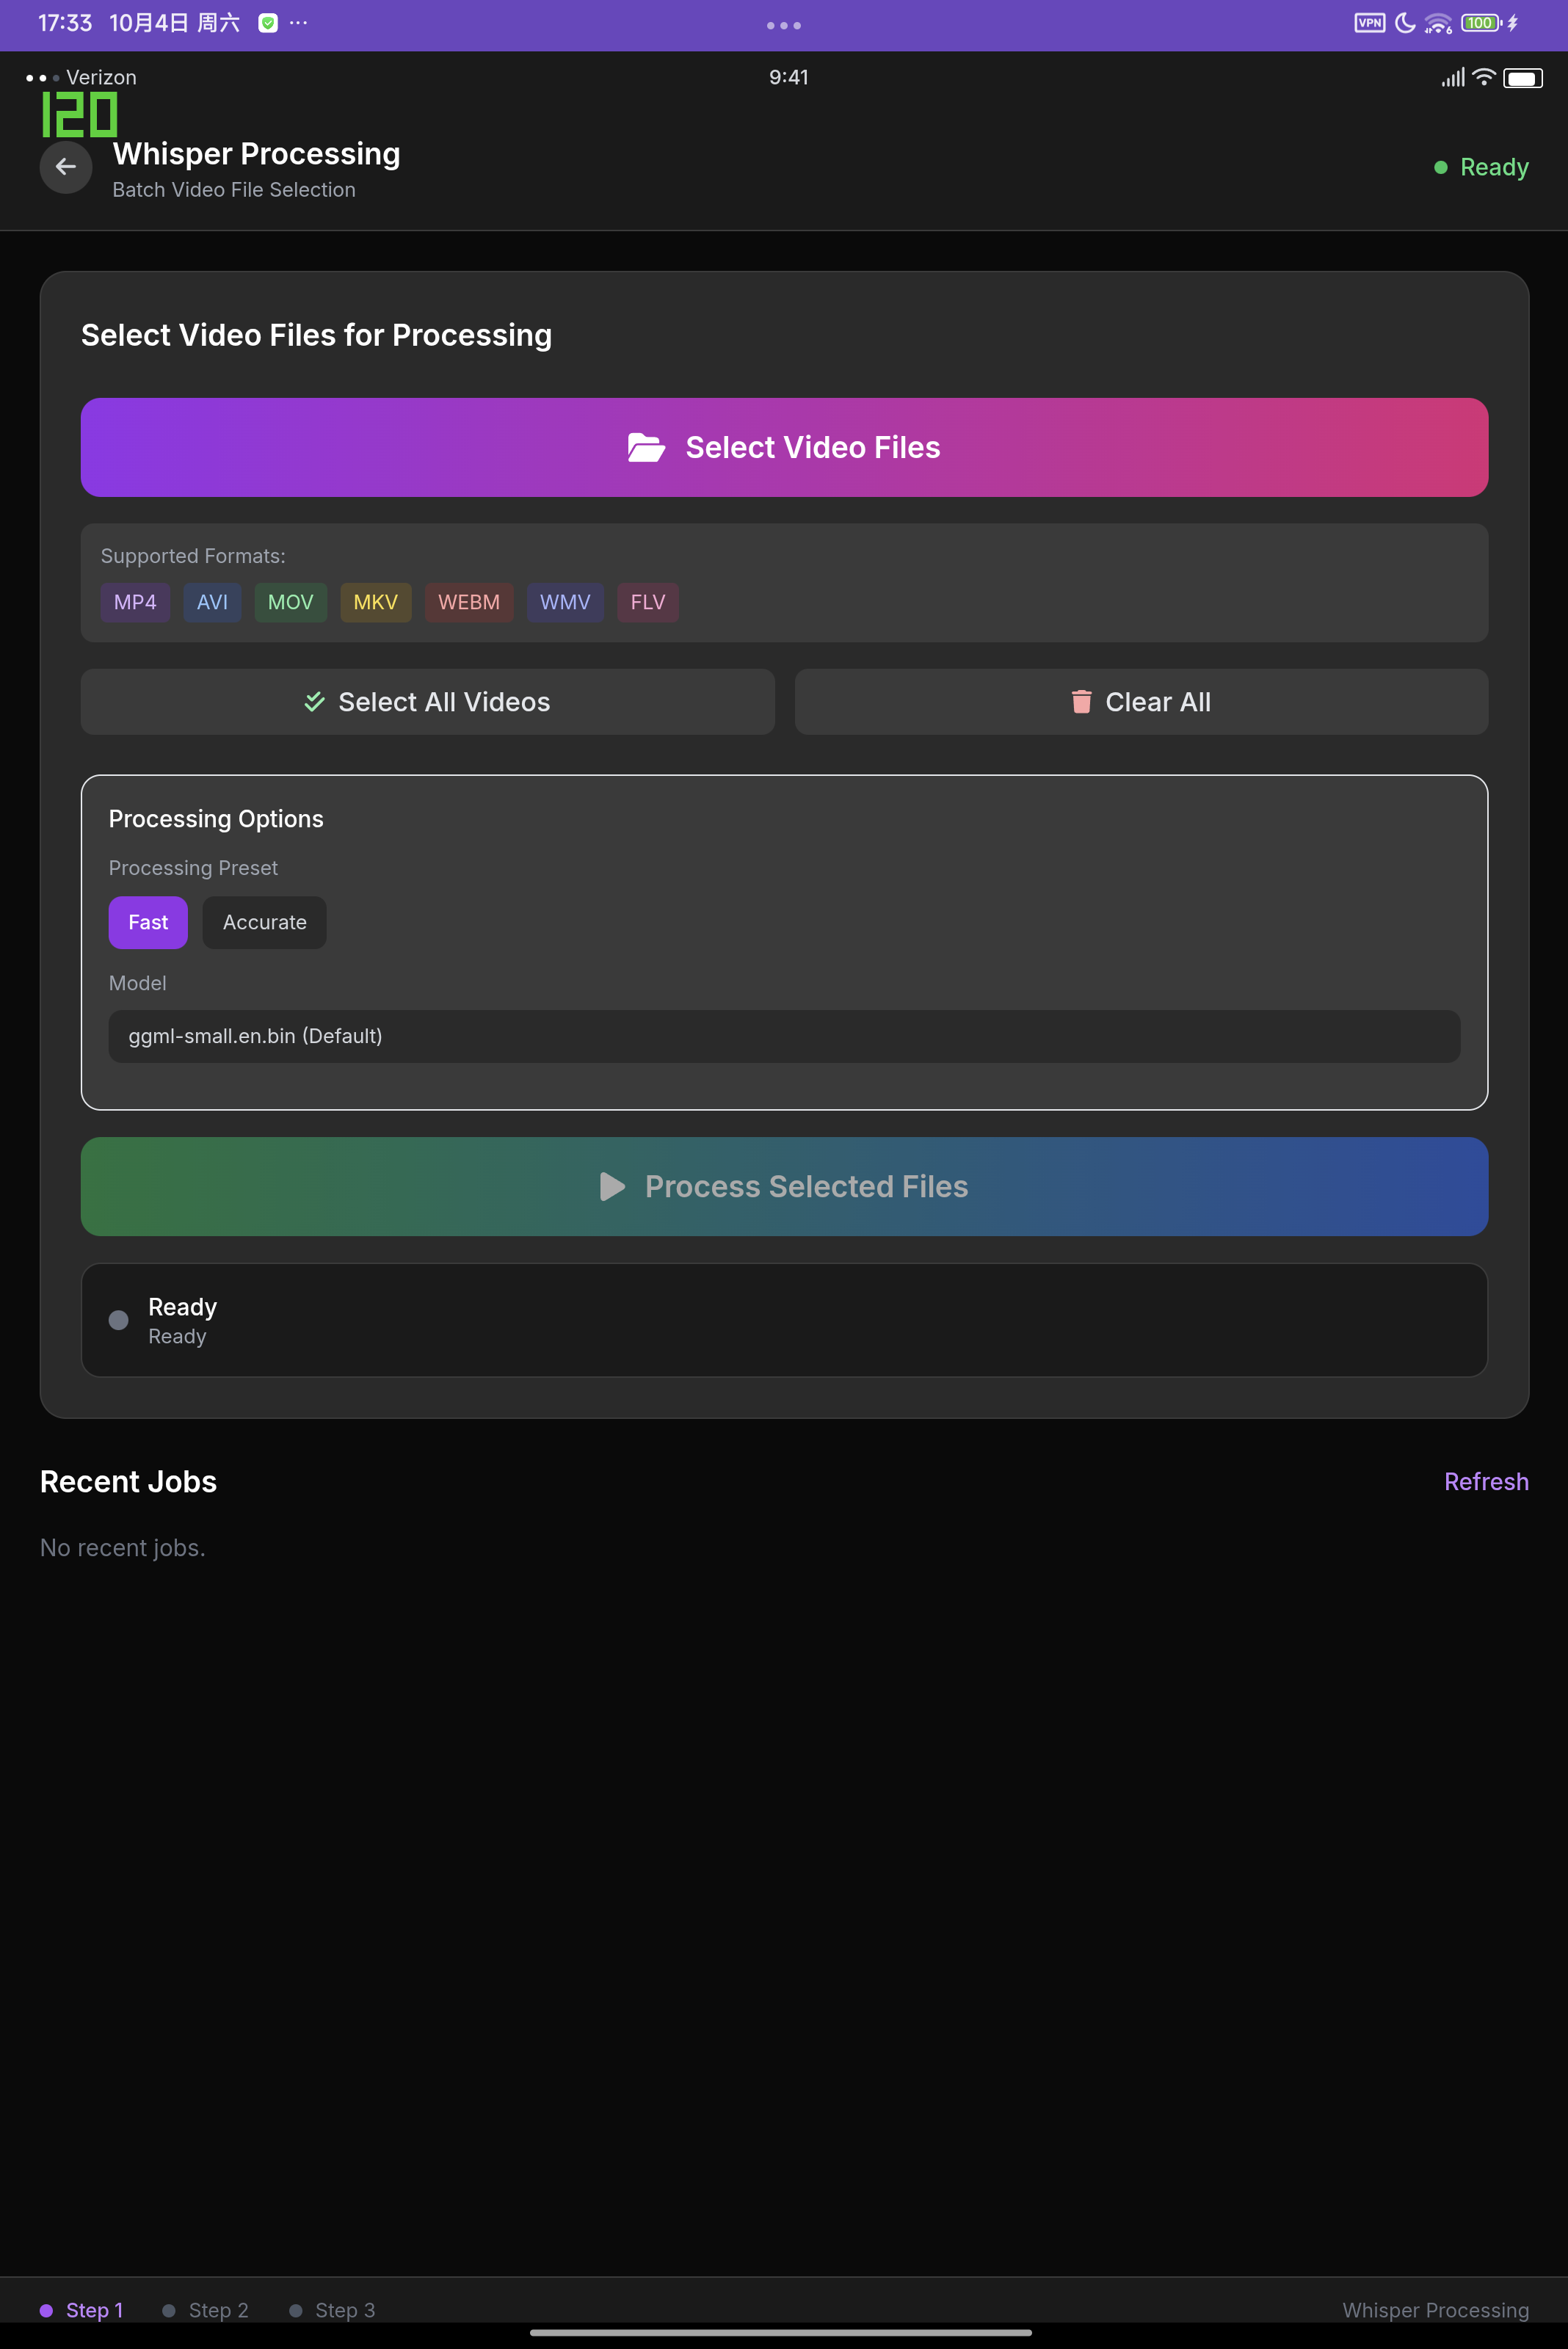 17:33 10月4日 周六 ···
VPN 6 100
Verizon 9:41
120
Whisper Processing
Batch Video File Selection
Ready
Select Video Files for Processing
Select Video Files
Supported Formats:
MP4 AVI MOV MKV WEBM WMV FLV
Select All Videos Clear All
Processing Options
Processing Preset
Fast Accurate
Model
ggml-small.en.bin (Default)
Process Selected Files
Ready
Ready
Recent Jobs Refresh
No recent jobs.
Step 1 Step 2 Step 3 Whisper Processing